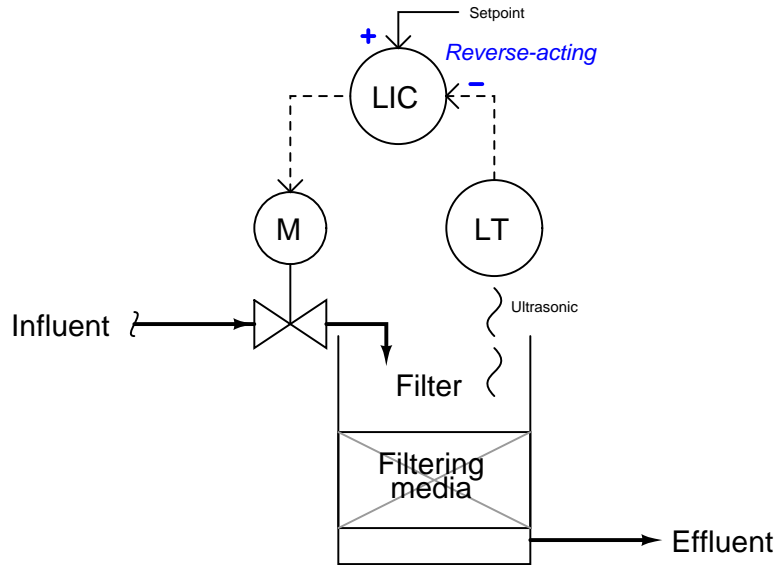 Setpoint
+
Reverse-acting
LIC
−
M
LT
Ultrasonic
Influent
Filter
Filtering
media
Effluent